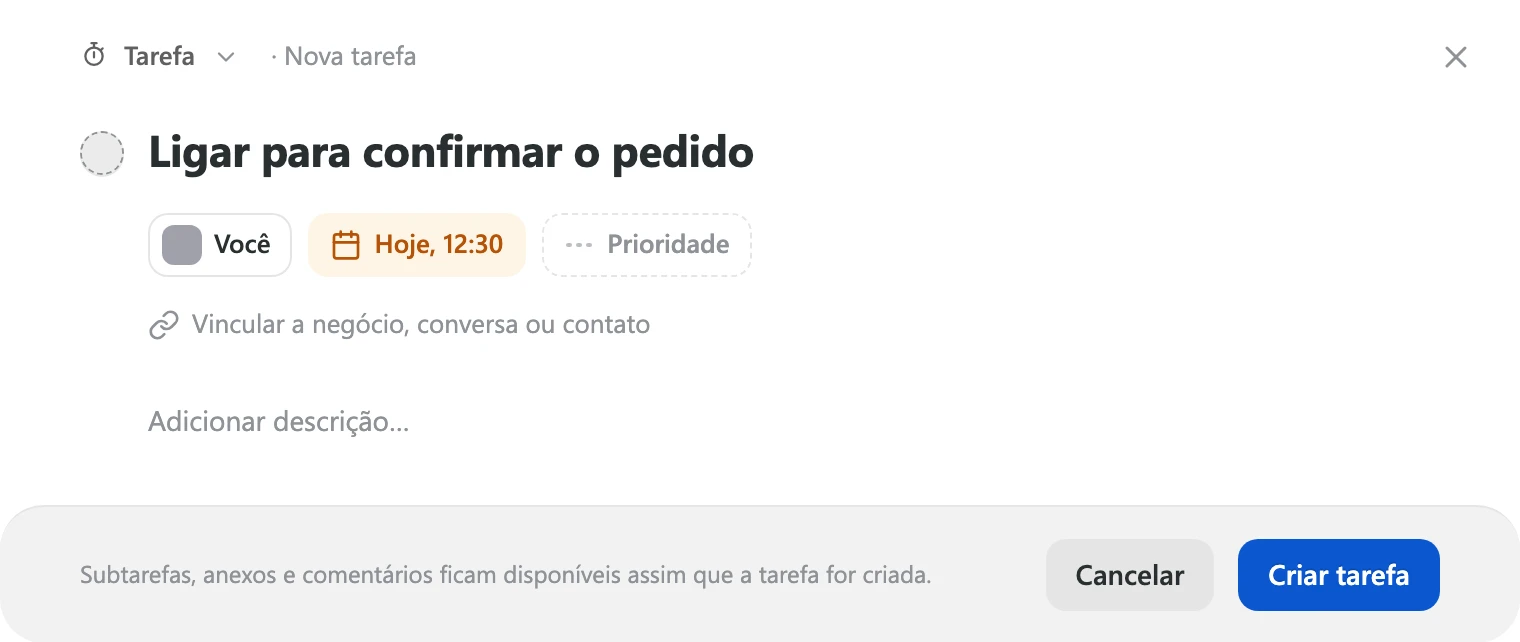 Tarefa · Nova tarefa
Ligar para confirmar o pedido
Você Hoje, 12:30 Prioridade
Vincular a negócio, conversa ou contato
Adicionar descrição...
Subtarefas, anexos e comentários ficam disponíveis assim que a tarefa for criada. Cancelar Criar tarefa